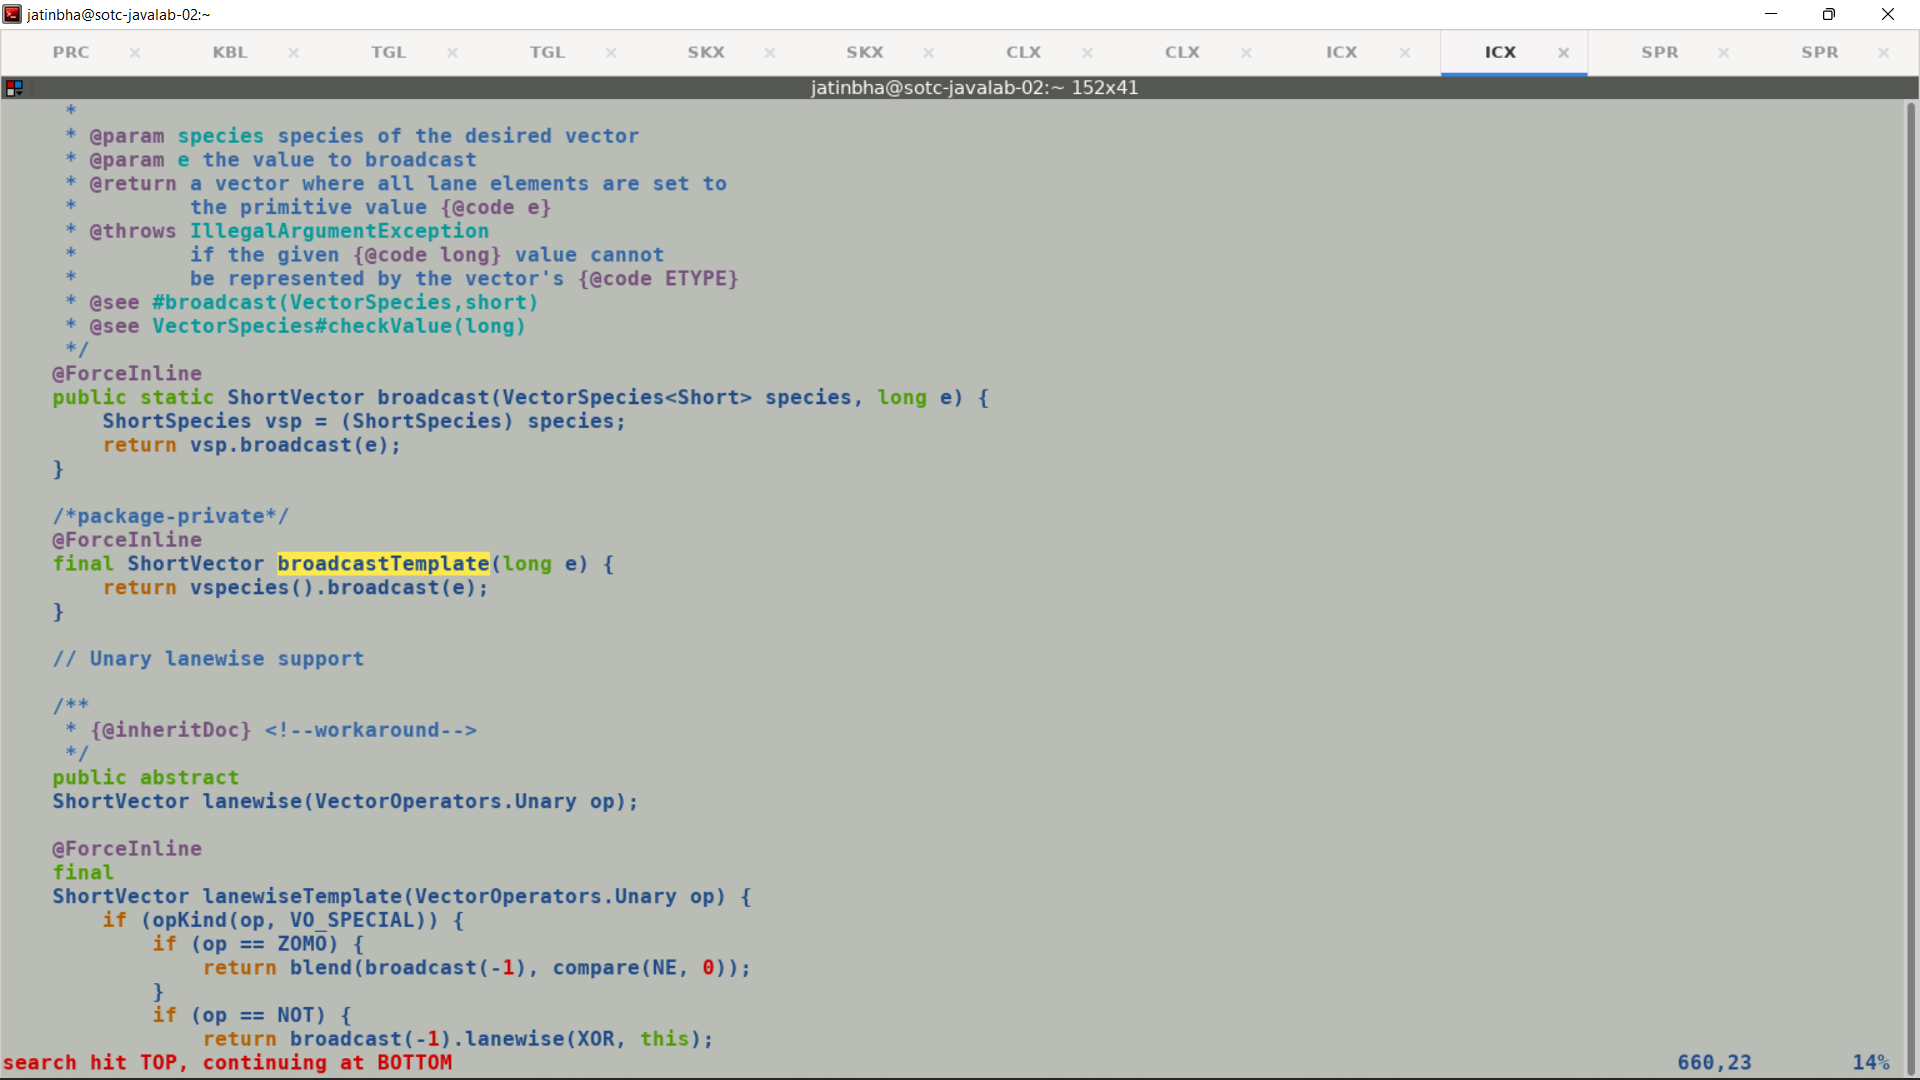 jatinbha@sotc-javalab-02:~
PRC × KBL × TGL × TGL × SKX × SKX × CLX × CLX × ICX × ICX × SPR × SPR ×
jatinbha@sotc-javalab-02:~ 152x41
     *
     * @param species species of the desired vector
     * @param e the value to broadcast
     * @return a vector where all lane elements are set to
     *         the primitive value {@code e}
     * @throws IllegalArgumentException
     *         if the given {@code long} value cannot
     *         be represented by the vector's {@code ETYPE}
     * @see #broadcast(VectorSpecies,short)
     * @see VectorSpecies#checkValue(long)
     */
    @ForceInline
    public static ShortVector broadcast(VectorSpecies<Short> species, long e) {
        ShortSpecies vsp = (ShortSpecies) species;
        return vsp.broadcast(e);
    }

    /*package-private*/
    @ForceInline
    final ShortVector broadcastTemplate(long e) {
        return vspecies().broadcast(e);
    }

    // Unary lanewise support

    /**
     * {@inheritDoc} <!--workaround-->
     */
    public abstract
    ShortVector lanewise(VectorOperators.Unary op);

    @ForceInline
    final
    ShortVector lanewiseTemplate(VectorOperators.Unary op) {
        if (opKind(op, VO_SPECIAL)) {
            if (op == ZOMO) {
                return blend(broadcast(-1), compare(NE, 0));
            }
            if (op == NOT) {
                return broadcast(-1).lanewise(XOR, this);
search hit TOP, continuing at BOTTOM 660,23 14%